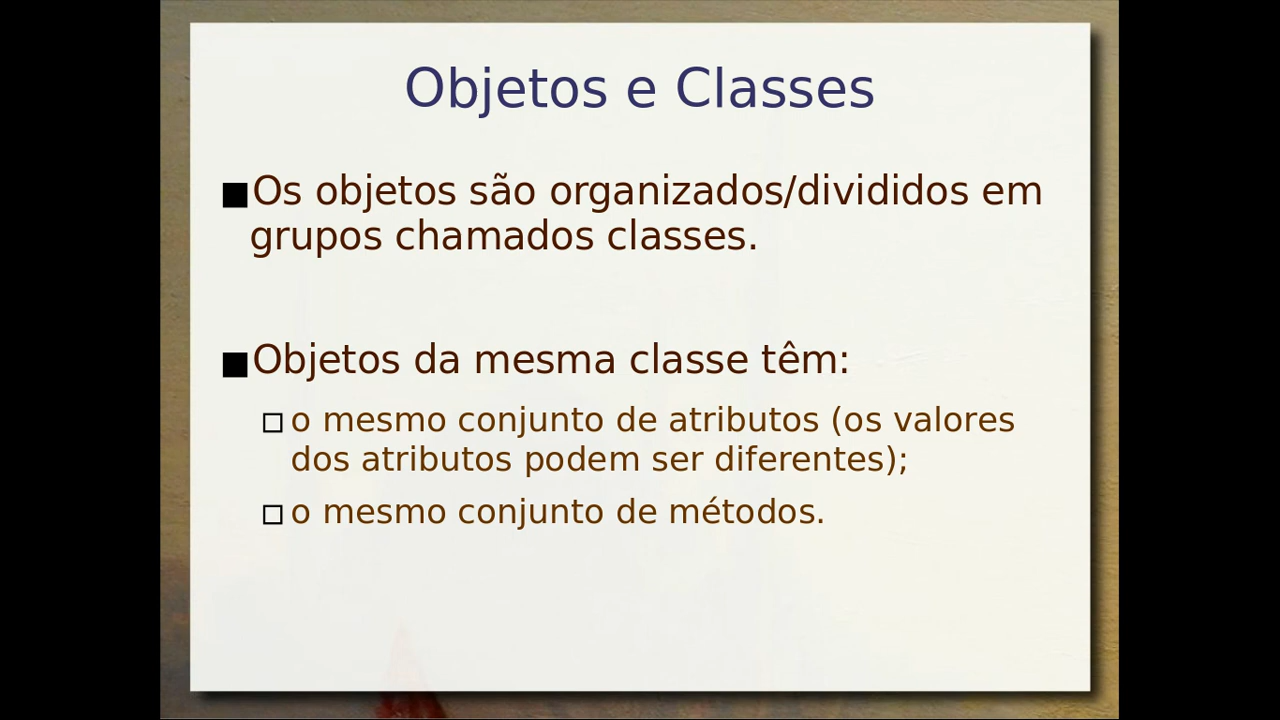 Objetos e Classes
■Os objetos são organizados/divididos em
grupos chamados classes.
■Objetos da mesma classe têm:
□ o mesmo conjunto de atributos (os valores
dos atributos podem ser diferentes);
□ o mesmo conjunto de métodos.